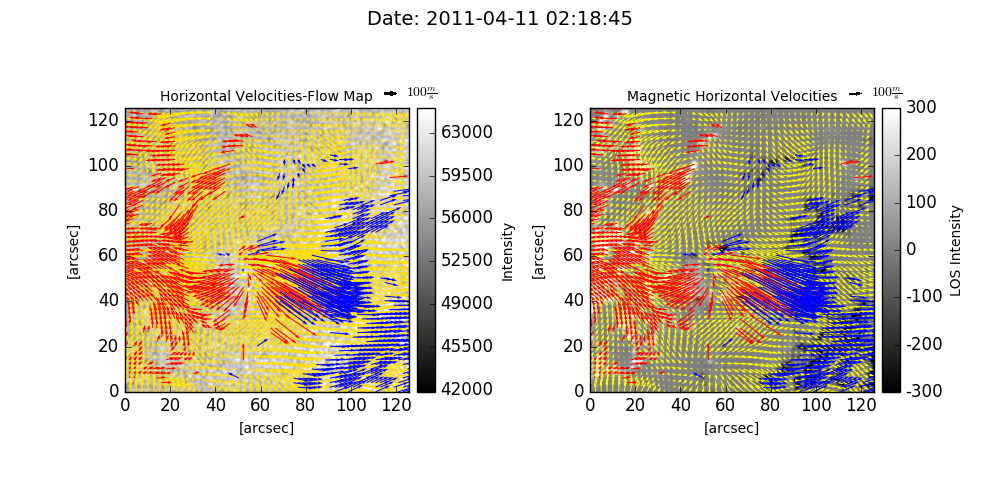 Date: 2011-04-11 02:18:45
Horizontal Velocities-Flow Map
100 m/s
120
100
80
60
40
20
0
0 20 40 60 80 100 120
[arcsec]
[arcsec]
63000
59500
56000
52500
49000
45500
42000
Intensity
Magnetic Horizontal Velocities
100 m/s
120
100
80
60
40
20
0
0 20 40 60 80 100 120
[arcsec]
[arcsec]
300
200
100
0
-100
-200
-300
LOS Intensity